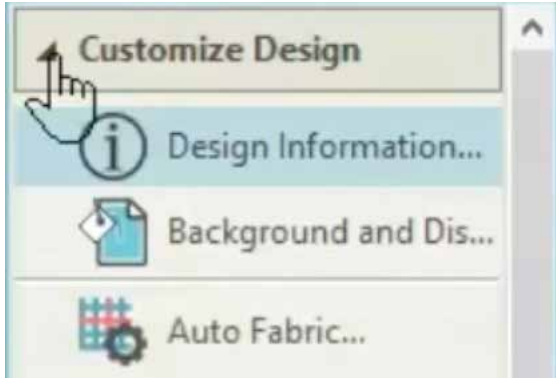 Customize Design
Design Information...
Background and Dis...
Auto Fabric...